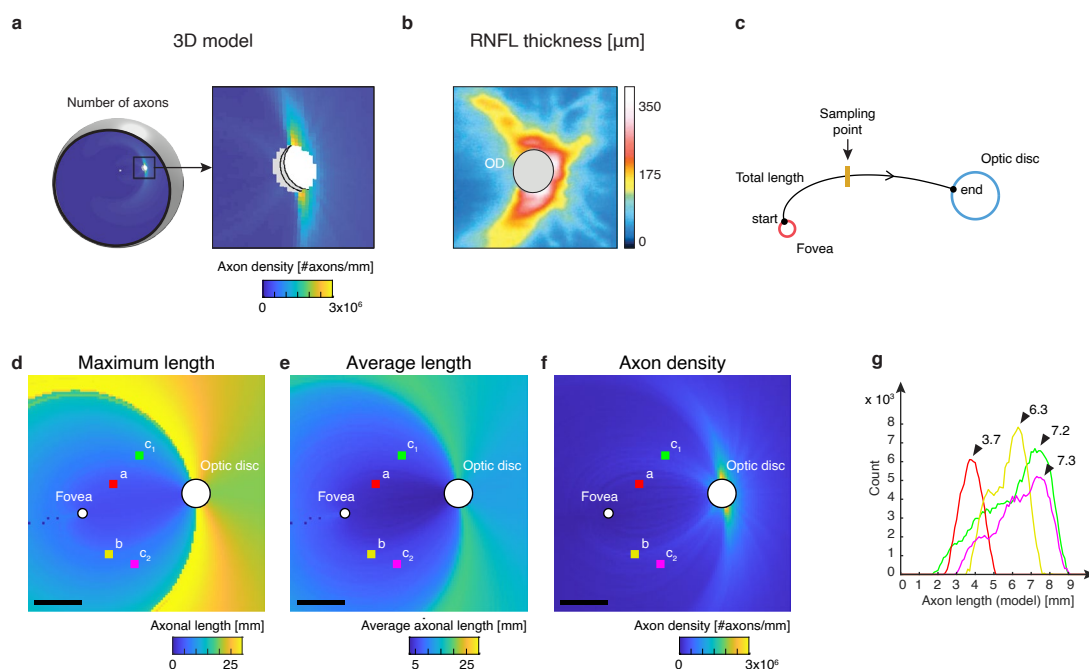 a
3D model
Number of axons
Axon density [#axons/mm]
0
3x10⁶
b
RNFL thickness [µm]
OD
350
175
0
c
Sampling
point
Optic disc
Total length
end
start
Fovea
d
Maximum length
c₁
a
Optic disc
Fovea
b
c₂
Axonal length [mm]
0
25
e
Average length
c₁
a
Optic disc
Fovea
b
c₂
Average axonal length [mm]
5
25
f
Axon density
c₁
a
Optic disc
Fovea
b
c₂
Axon density [#axons/mm]
0
3x10⁶
g
x 10³
8
7
6
5
4
3
2
1
0
Count
3.7
6.3
7.2
7.3
0 1 2 3 4 5 6 7 8 9
Axon length (model) [mm]